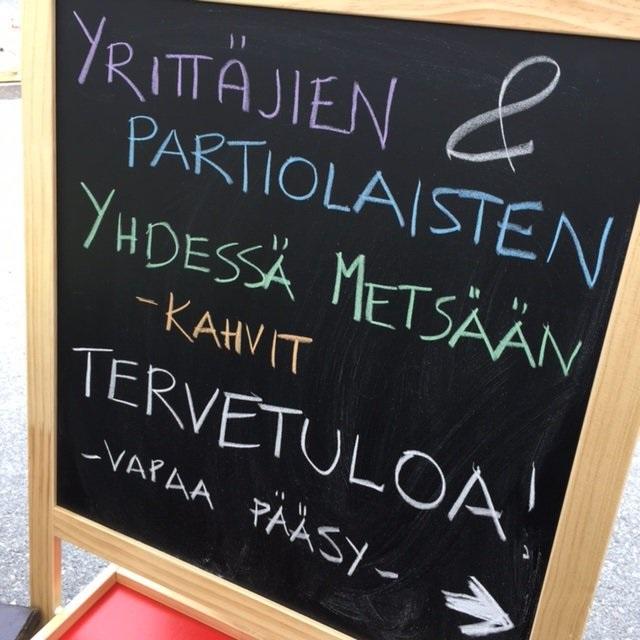 YRITTÄJIEN &
PARTIOLAISTEN
YHDESSÄ METSÄÄN
-KAHVIT
TERVETULOA!
-VAPAA PÄÄSY-